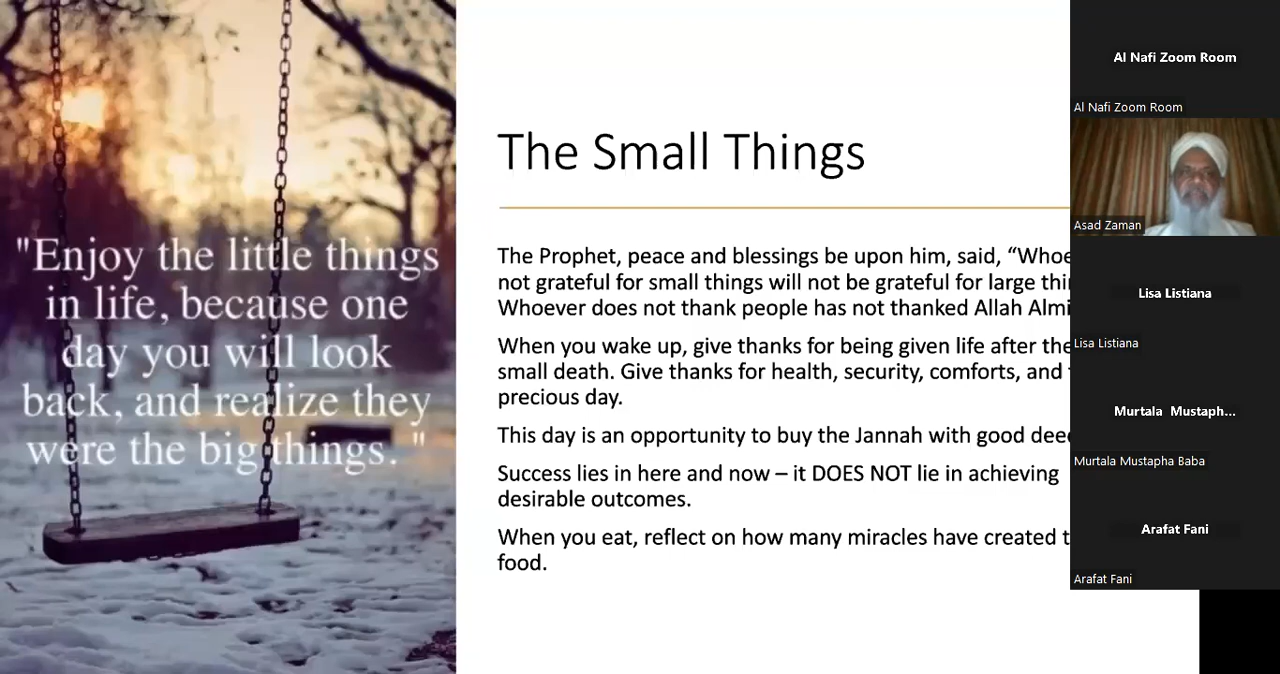 "Enjoy the little things
in life, because one
day you will look
back, and realize they
were the big things. "
The Small Things
The Prophet, peace and blessings be upon him, said, “Whoe
not grateful for small things will not be grateful for large thi
Whoever does not thank people has not thanked Allah Almi
When you wake up, give thanks for being given life after the
small death. Give thanks for health, security, comforts, and
precious day.
This day is an opportunity to buy the Jannah with good dee
Success lies in here and now – it DOES NOT lie in achieving
desirable outcomes.
When you eat, reflect on how many miracles have created t
food.
Al Nafi Zoom Room
Al Nafi Zoom Room
Asad Zaman
Lisa Listiana
Lisa Listiana
Murtala Mustaph...
Murtala Mustapha Baba
Arafat Fani
Arafat Fani